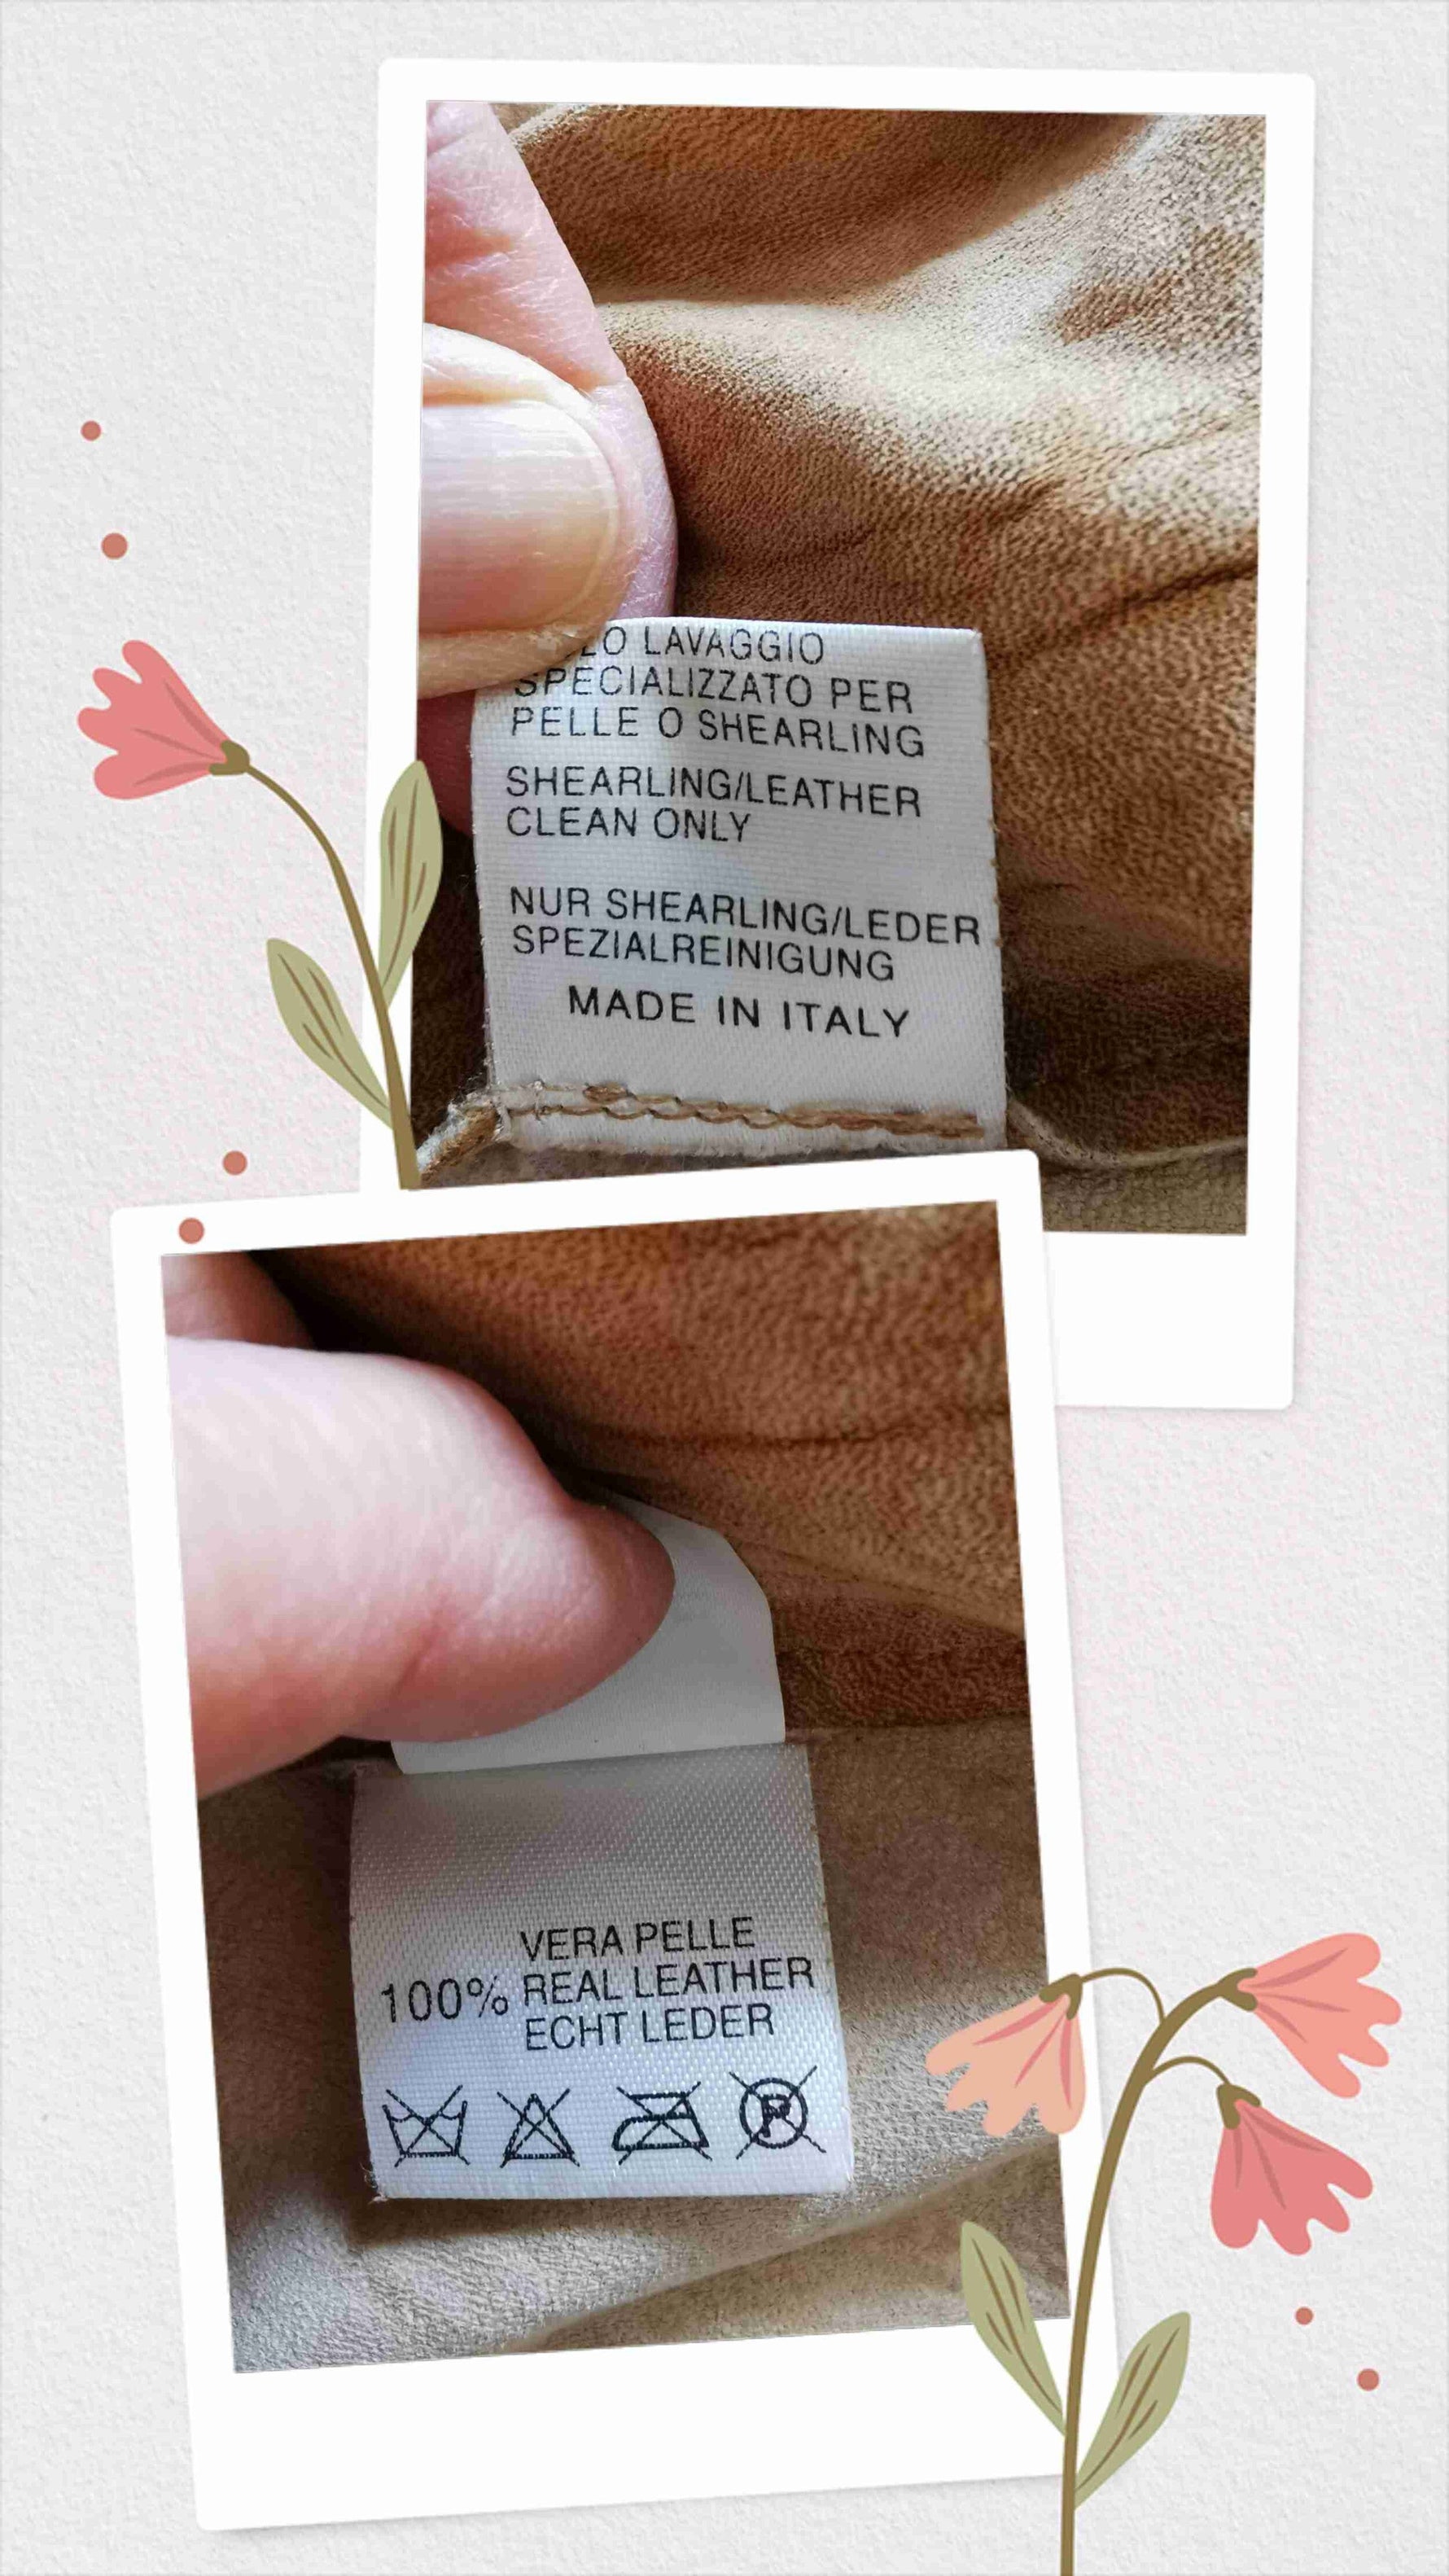 LAVAGGIO
SPECIALIZZATO PER
PELLE O SHEARLING
SHEARLING/LEATHER
CLEAN ONLY
NUR SHEARLING/LEDER
SPEZIALREINIGUNG
MADE IN ITALY
VERA PELLE
100% REAL LEATHER
ECHT LEDER
P